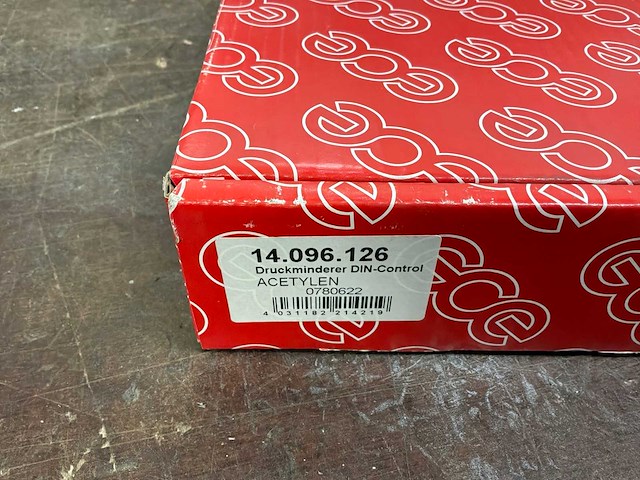 14.096.126
Druckminderer DIN-Control
ACETYLEN
0780622
4 031182 214219